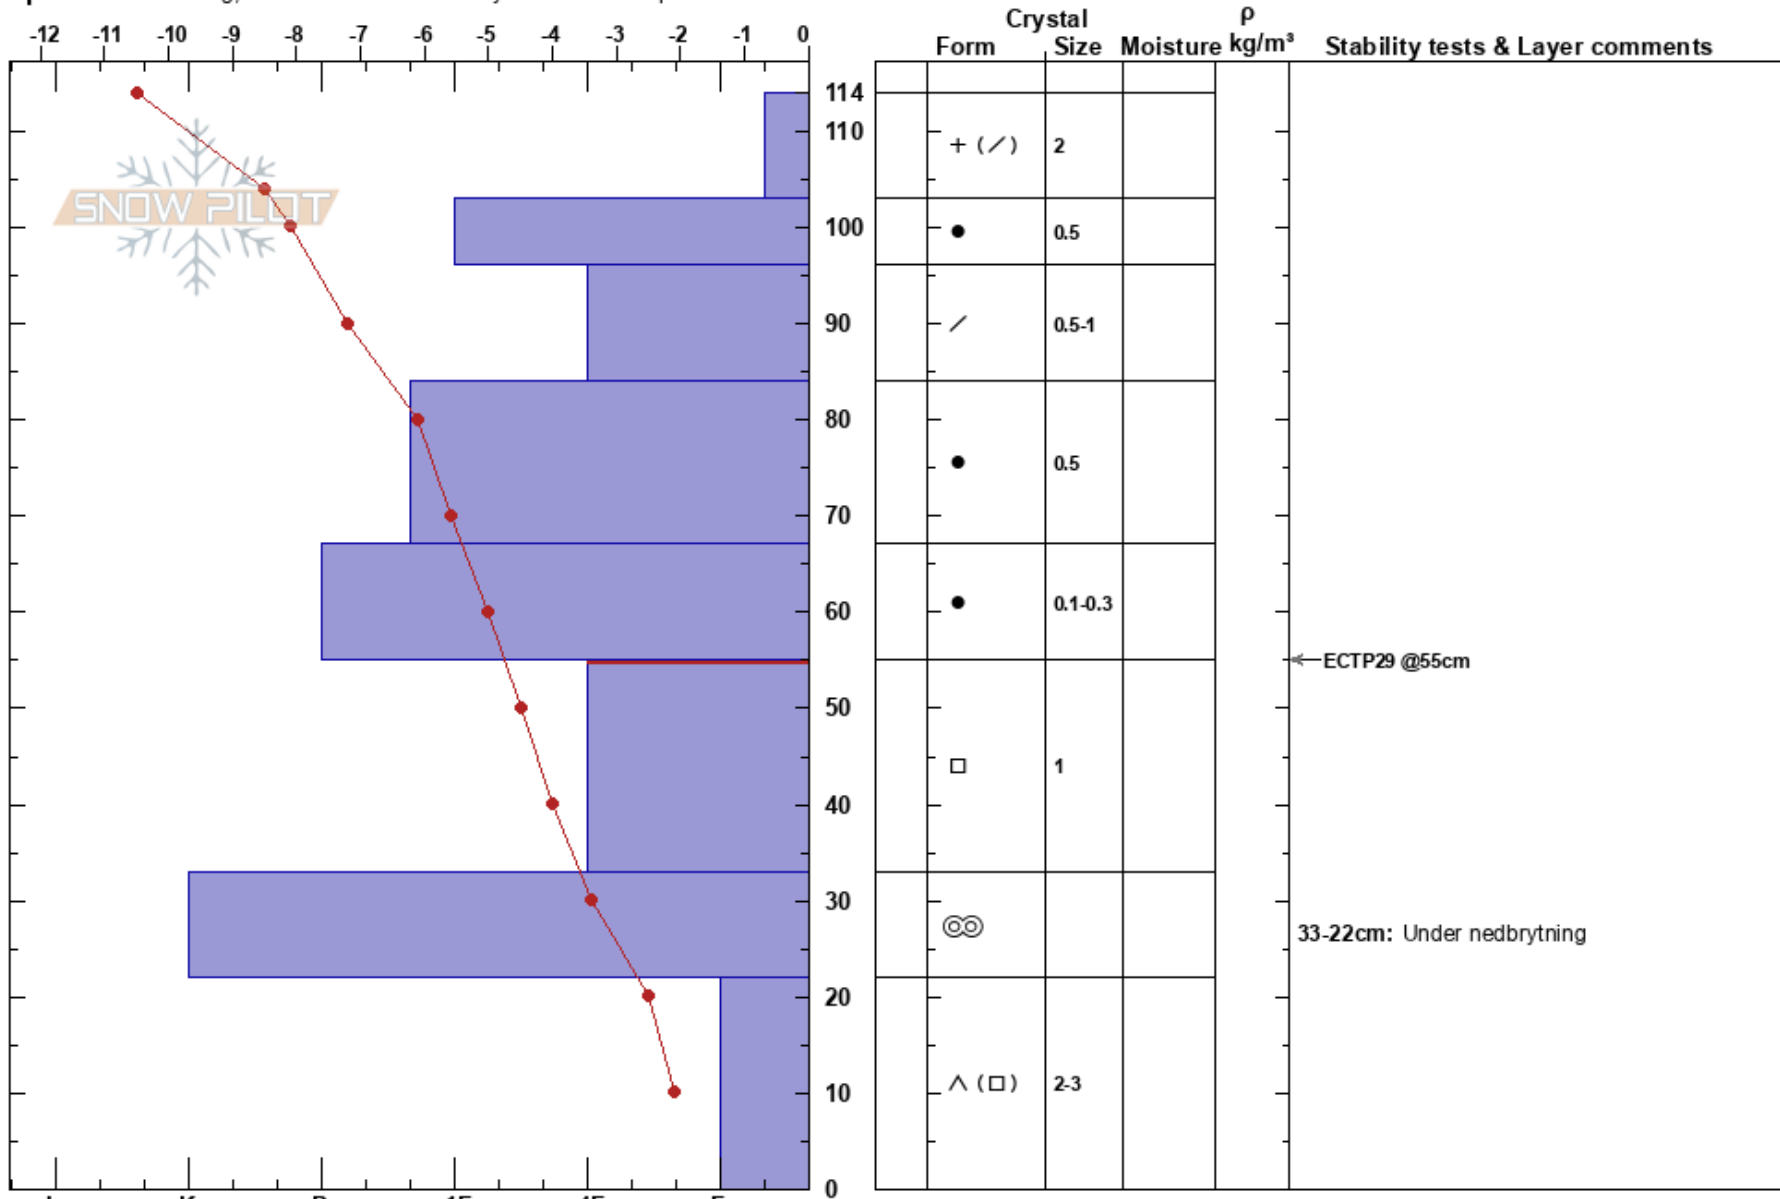 Crystal ρ
-12 -11 -10 -9 -8 -7 -6 -5 -4 -3 -2 -1 0 Form Size Moisture kg/m³ Stability tests & Layer comments
114
110 + (∕) 2
SNOW PILOT
100 ● 0.5
90 ∕ 0.5-1
80
● 0.5
70
60 ● 0.1-0.3
ECTP29 @55cm
50
□ 1
40
30
33-22cm: Under nedbrytning
20
10 ∧ (□) 2-3
0